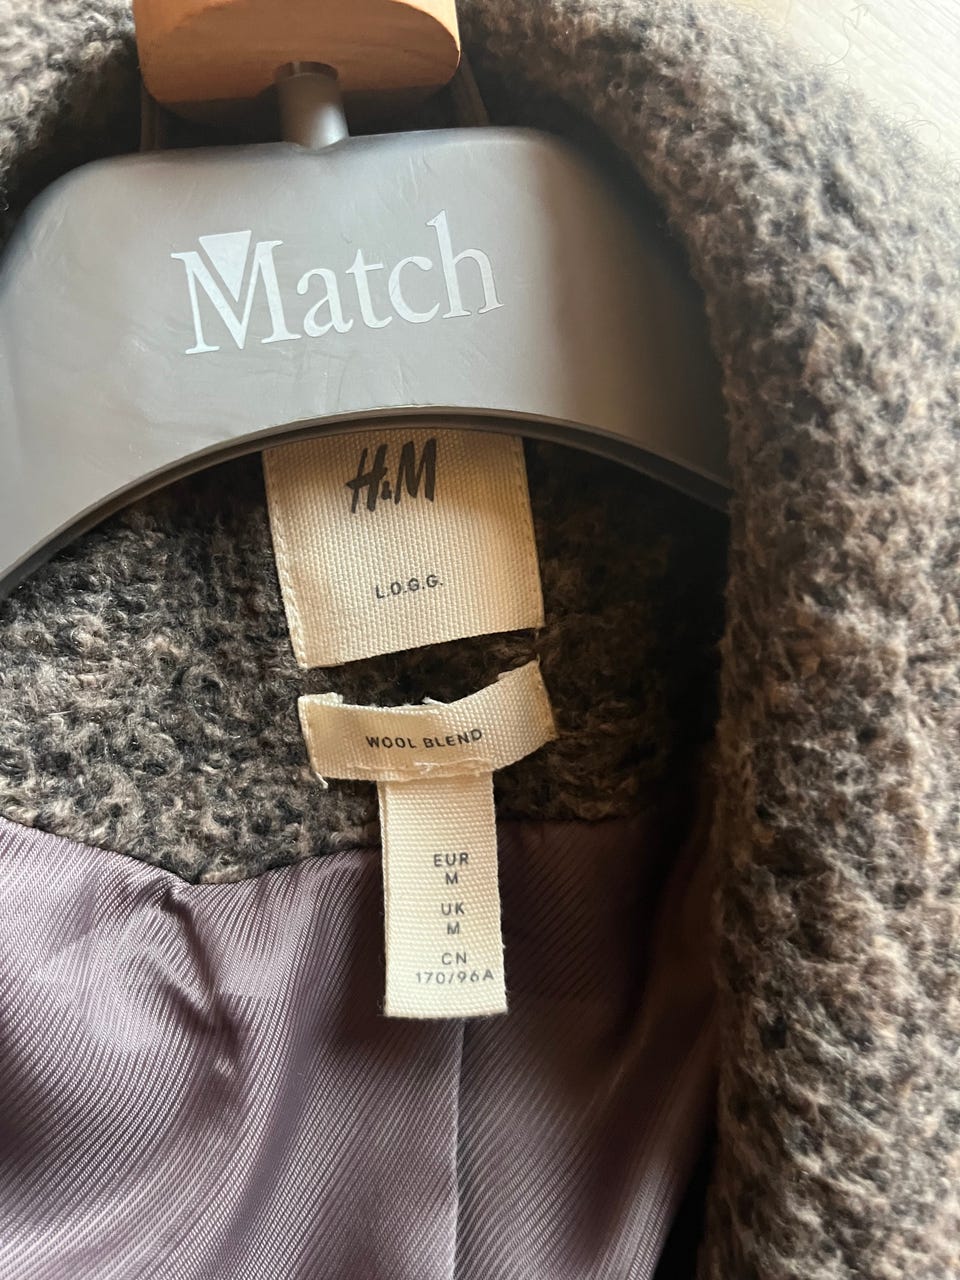 Match
H&M
L.O.G.G.
WOOL BLEND
EUR
M
UK
M
CN
170/96A